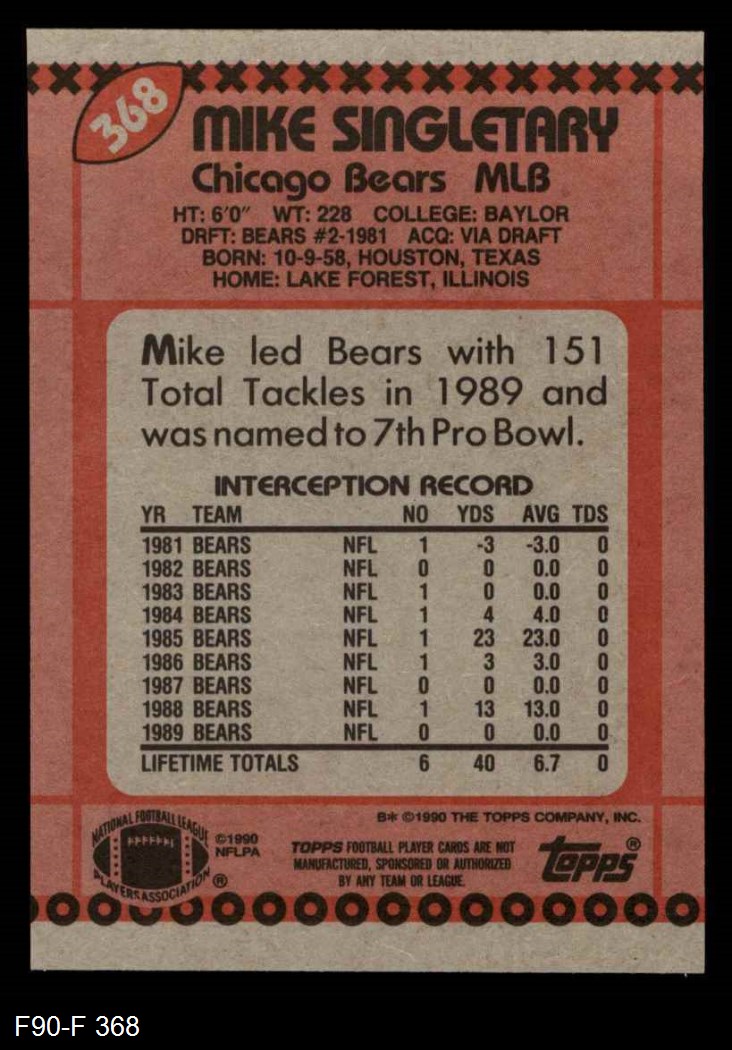 368
MIKE SINGLETARY
Chicago Bears MLB
HT: 6'0" WT: 228 COLLEGE: BAYLOR
DRFT: BEARS #2-1981 ACQ: VIA DRAFT
BORN: 10-9-58, HOUSTON, TEXAS
HOME: LAKE FOREST, ILLINOIS
Mike led Bears with 151
Total Tackles in 1989 and
was named to 7th Pro Bowl.
INTERCEPTION RECORD
YR TEAM NO YDS AVG TDS
1981 BEARS NFL 1 -3 -3.0 0
1982 BEARS NFL 0 0 0.0 0
1983 BEARS NFL 1 0 0.0 0
1984 BEARS NFL 1 4 4.0 0
1985 BEARS NFL 1 23 23.0 0
1986 BEARS NFL 1 3 3.0 0
1987 BEARS NFL 0 0 0.0 0
1988 BEARS NFL 1 13 13.0 0
1989 BEARS NFL 0 0 0.0 0
LIFETIME TOTALS 6 40 6.7 0
B* ©1990 THE TOPPS COMPANY, INC.
NATIONAL FOOTBALL LEAGUE
PLAYERS ASSOCIATION ®
©1990
NFLPA
TOPPS FOOTBALL PLAYER CARDS ARE NOT
MANUFACTURED, SPONSORED OR AUTHORIZED
BY ANY TEAM OR LEAGUE.
topps®
F90-F 368